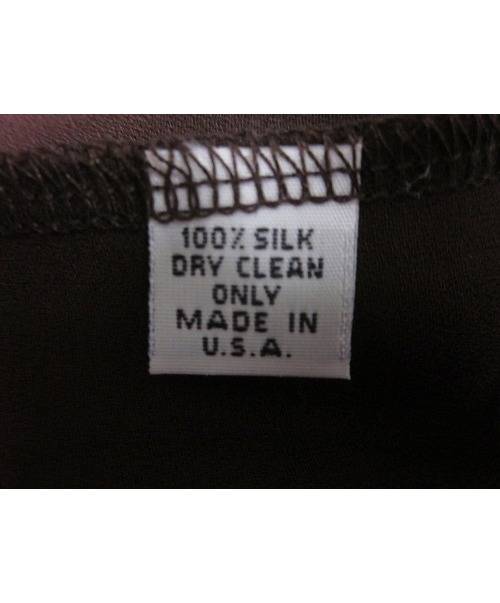 100% SILK
DRY CLEAN
ONLY
MADE IN
U.S.A.